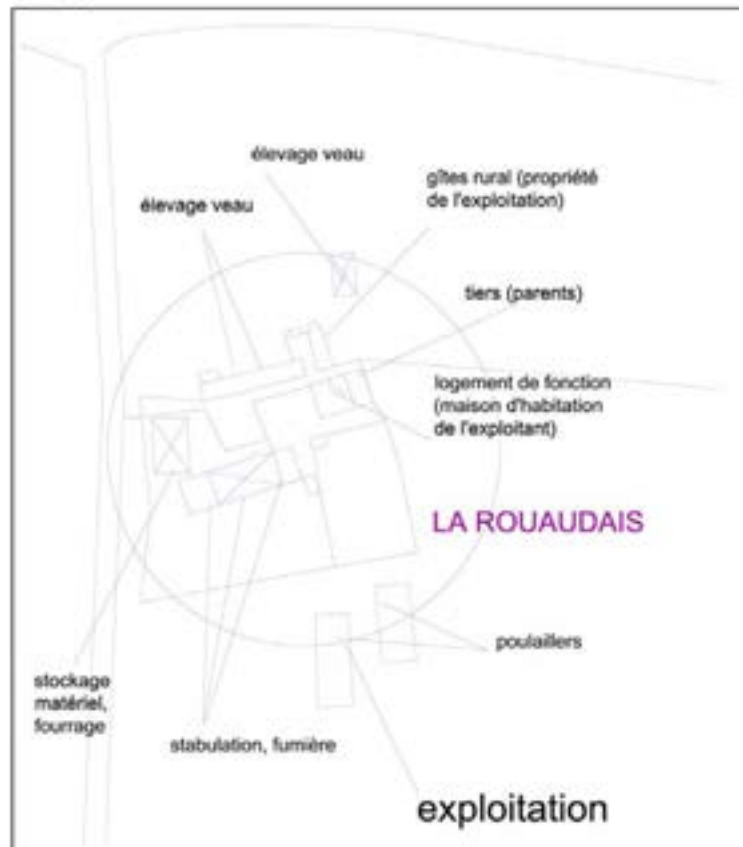 élevage veau
gîtes rural (propriété
de l'exploitation)
élevage veau
tiers (parents)
logement de fonction
(maison d'habitation
de l'exploitant)
LA ROUAUDAIS
poulaillers
stockage
matériel,
fourrage
stabulation, fumière
exploitation